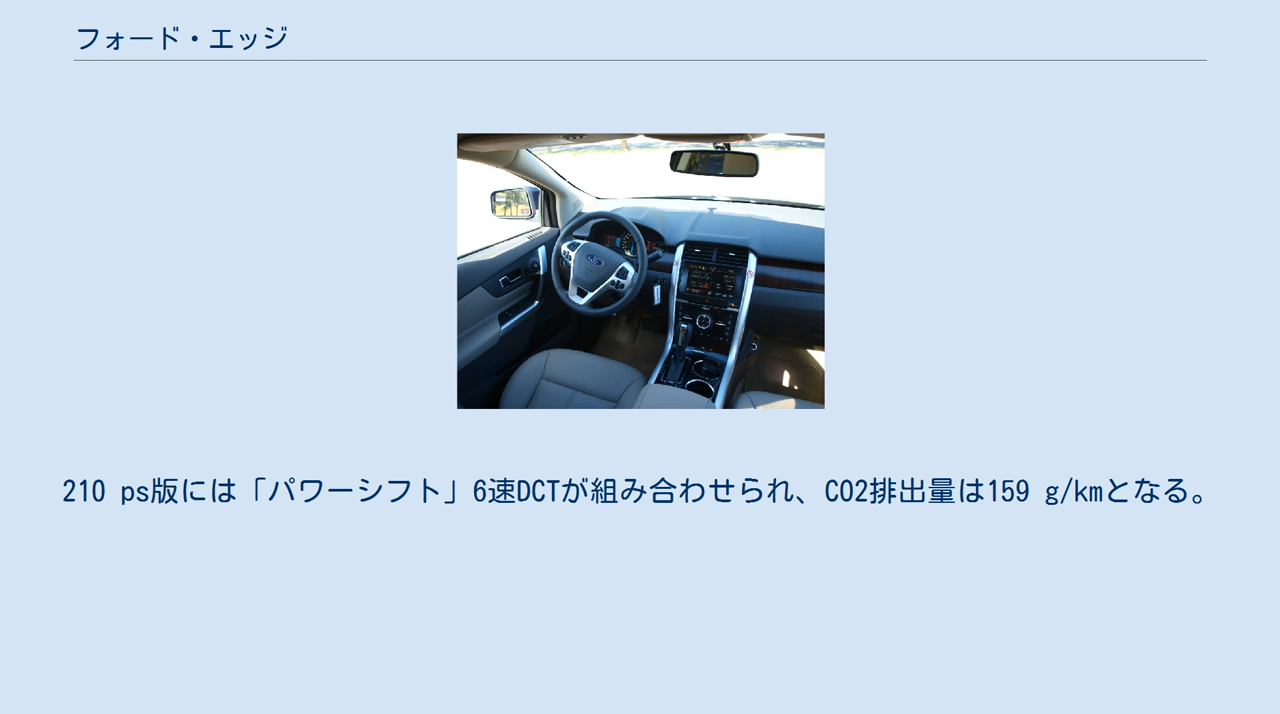 フォード・エッジ
210 ps版には「パワーシフト」6速DCTが組み合わせられ、CO2排出量は159 g/kmとなる。